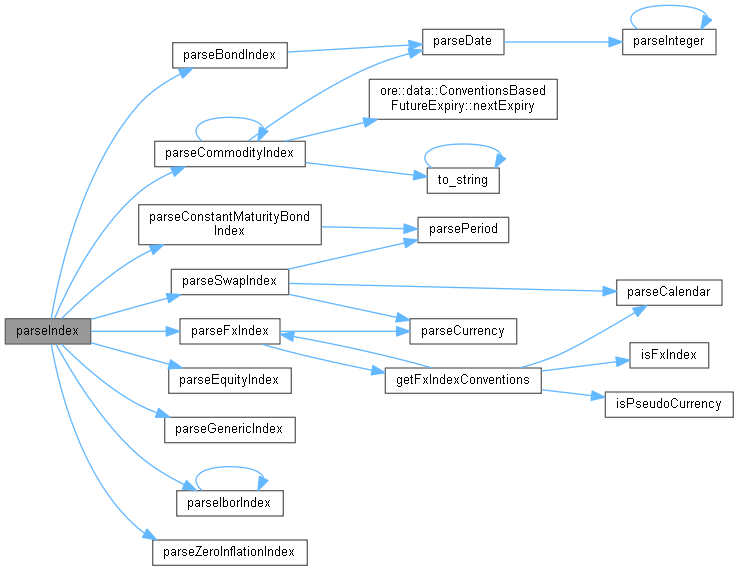 parseIndex
parseBondIndex
parseCommodityIndex
parseConstantMaturityBond
Index
parseSwapIndex
parseFxIndex
parseEquityIndex
parseGenericIndex
parseIborIndex
parseZeroInflationIndex
parseDate
ore::data::ConventionsBased
FutureExpiry::nextExpiry
to_string
parsePeriod
parseCurrency
getFxIndexConventions
parseInteger
parseCalendar
isFxIndex
isPseudoCurrency